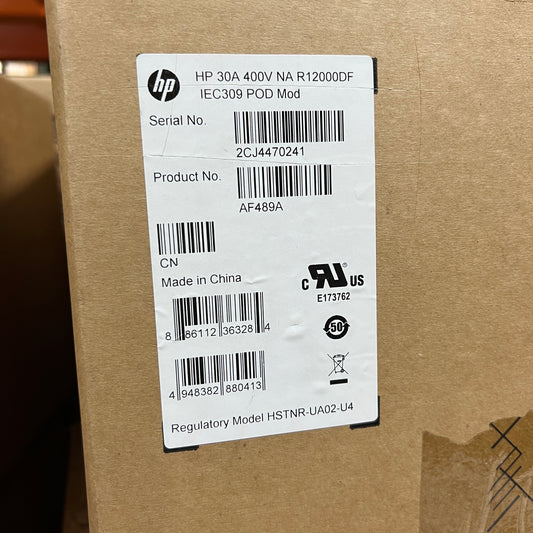 hp
HP 30A 400V NA R12000DF
IEC309 POD Mod
Serial No.
2CJ4470241
Product No.
AF489A
CN
Made in China
C RU US
E173762
8 86112 36328 4
50
4 948382 880413
Regulatory Model HSTNR-UA02-U4